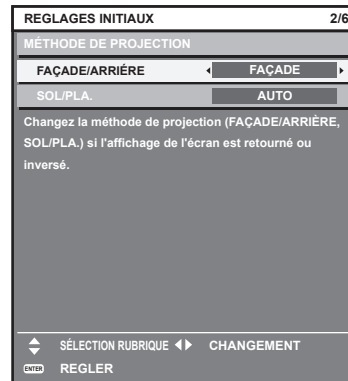 REGLAGES INITIAUX 2/6
MÉTHODE DE PROJECTION
FAÇADE/ARRIÉRE FAÇADE
SOL/PLA. AUTO
Changez la méthode de projection (FAÇADE/ARRIÈRE,
SOL/PLA.) si l'affichage de l'écran est retourné ou
inversé.
SÉLECTION RUBRIQUE CHANGEMENT
ENTER REGLER